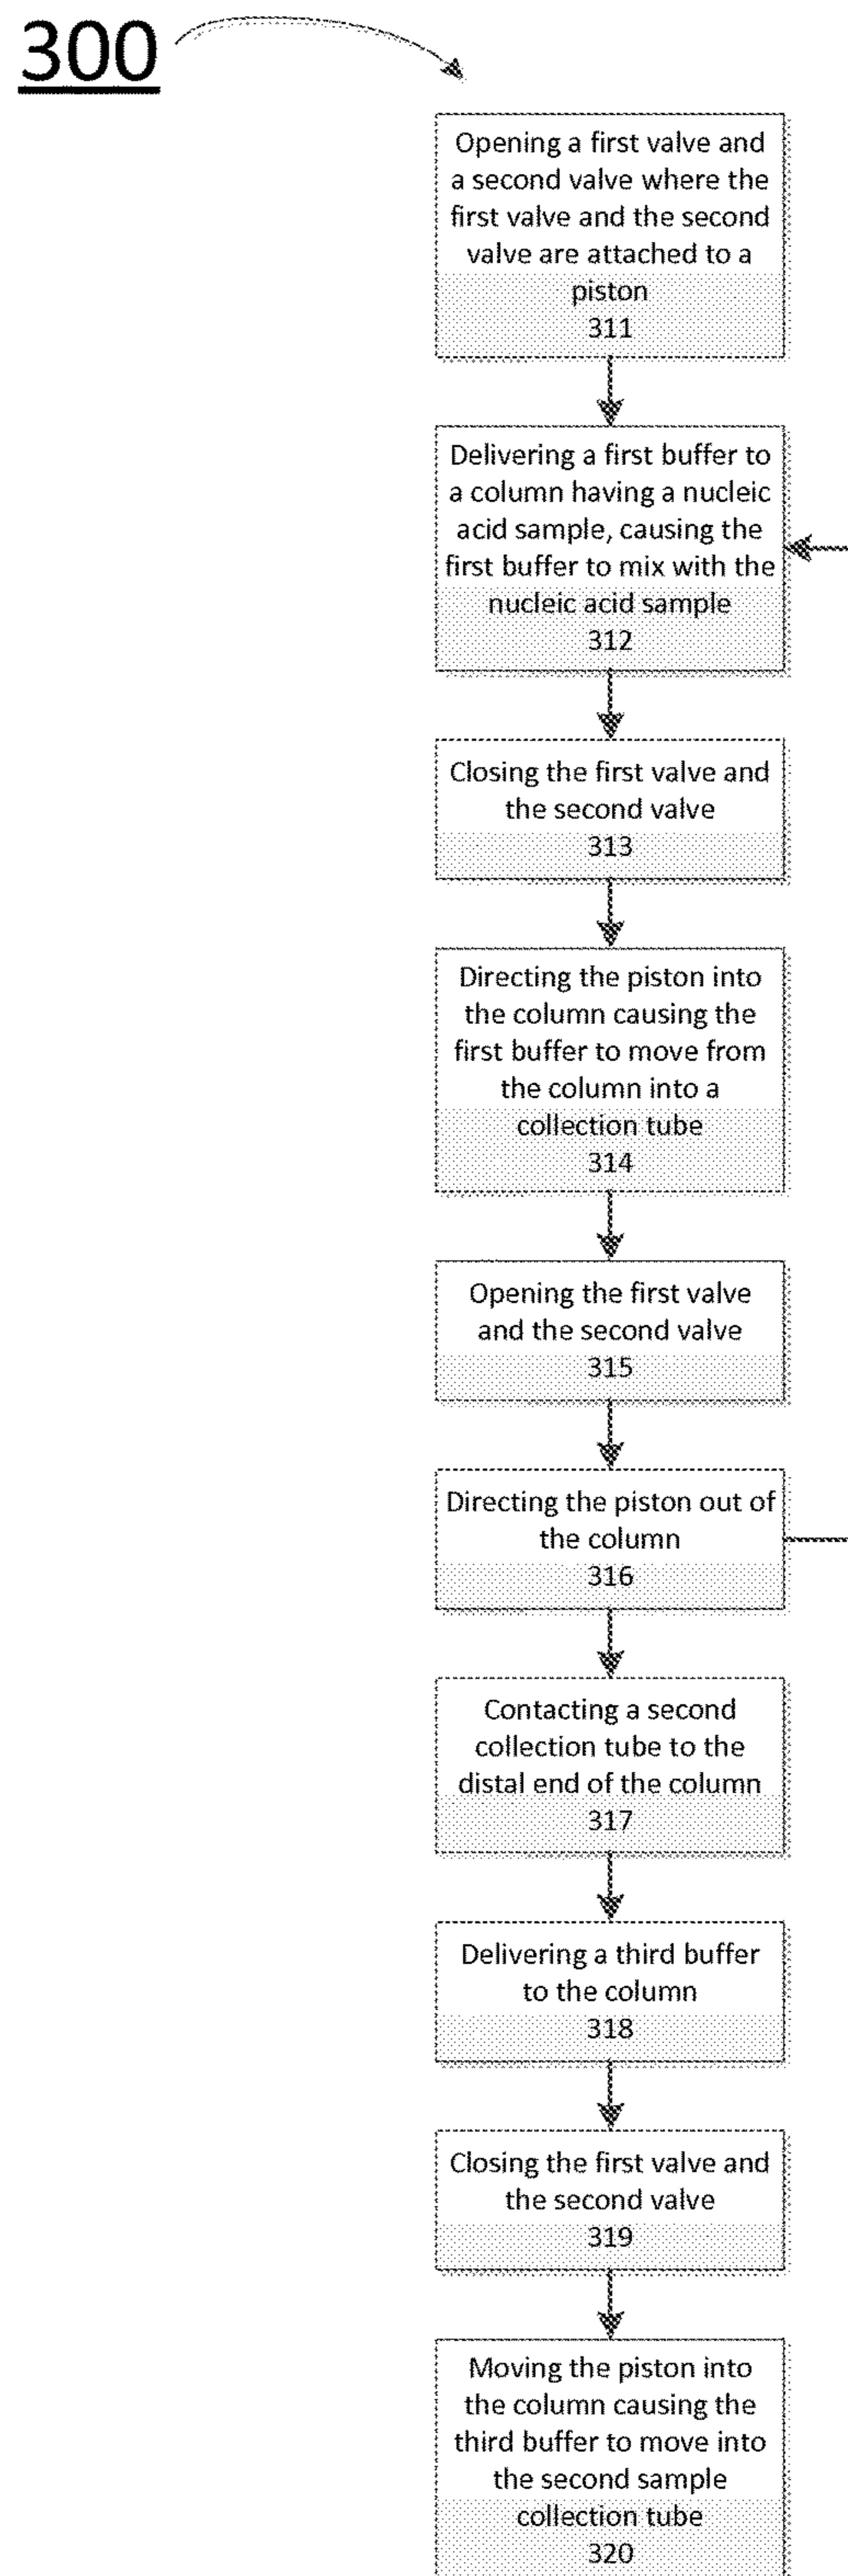 300
Opening a first valve and
a second valve where the
first valve and the second
valve are attached to a
piston
311
Delivering a first buffer to
a column having a nucleic
acid sample, causing the
first buffer to mix with the
nucleic acid sample
312
Closing the first valve and
the second valve
313
Directing the piston into
the column causing the
first buffer to move from
the column into a
collection tube
314
Opening the first valve
and the second valve
315
Directing the piston out of
the column
316
Contacting a second
collection tube to the
distal end of the column
317
Delivering a third buffer
to the column
318
Closing the first valve and
the second valve
319
Moving the piston into
the column causing the
third buffer to move into
the second sample
collection tube
320